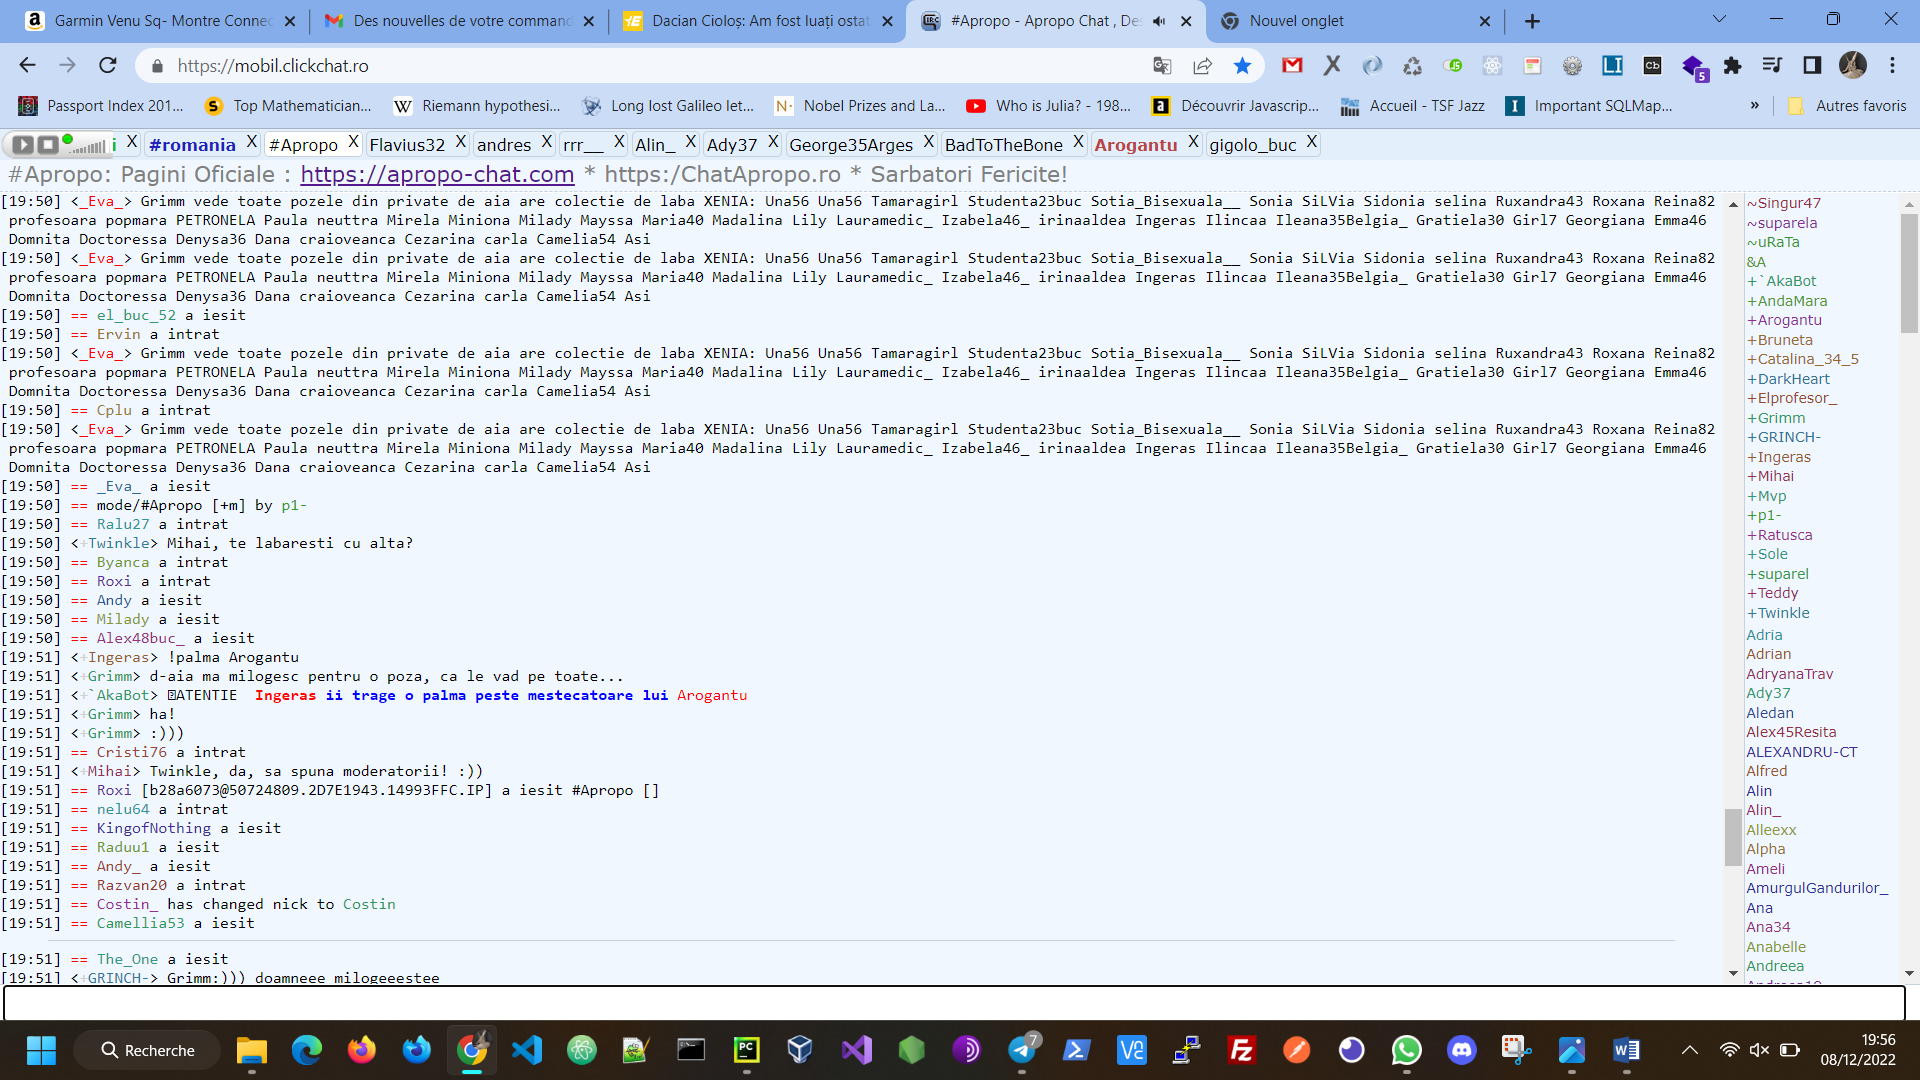 Garmin Venu Sq- Montre Connec
Des nouvelles de votre comman
Dacian Cioloș: Am fost luați osta
#Apropo - Apropo Chat , De
Nouvel onglet
https://mobil.clickchat.ro
Passport Index 201... Top Mathematician... Riemann hypothesi... Long lost Galileo let... Nobel Prizes and La... Who is Julia? - 198... Découvrir Javascrip... Accueil - TSF Jazz Important SQLMap... » Autres favoris
i X #romania X #Apropo X Flavius32 X andres X rrr__ X Alin_ X Ady37 X George35Arges X BadToTheBone X Arogantu X gigolo_buc X
#Apropo: Pagini Oficiale : https://apropo-chat.com * https:/ChatApropo.ro * Sarbatori Fericite!
[19:50] <_Eva_> Grimm vede toate pozele din private de aia are colectie de laba XENIA: Una56 Una56 Tamaragirl Studenta23buc Sotia_Bisexuala__ Sonia SiLVia Sidonia selina Ruxandra43 Roxana Reina82
profesoara popmara PETRONELA Paula neuttra Mirela Miniona Milady Mayssa Maria40 Madalina Lily Lauramedic_ Izabela46_ irinaaldea Ingeras Ilincaa Ileana35Belgia_ Gratiela30 Girl7 Georgiana Emma46
Domnita Doctoressa Denysa36 Dana craioveanca Cezarina carla Camelia54 Asi
[19:50] <_Eva_> Grimm vede toate pozele din private de aia are colectie de laba XENIA: Una56 Una56 Tamaragirl Studenta23buc Sotia_Bisexuala__ Sonia SiLVia Sidonia selina Ruxandra43 Roxana Reina82
profesoara popmara PETRONELA Paula neuttra Mirela Miniona Milady Mayssa Maria40 Madalina Lily Lauramedic_ Izabela46_ irinaaldea Ingeras Ilincaa Ileana35Belgia_ Gratiela30 Girl7 Georgiana Emma46
Domnita Doctoressa Denysa36 Dana craioveanca Cezarina carla Camelia54 Asi
[19:50] == el_buc_52 a iesit
[19:50] == Ervin a intrat
[19:50] <_Eva_> Grimm vede toate pozele din private de aia are colectie de laba XENIA: Una56 Una56 Tamaragirl Studenta23buc Sotia_Bisexuala__ Sonia SiLVia Sidonia selina Ruxandra43 Roxana Reina82
profesoara popmara PETRONELA Paula neuttra Mirela Miniona Milady Mayssa Maria40 Madalina Lily Lauramedic_ Izabela46_ irinaaldea Ingeras Ilincaa Ileana35Belgia_ Gratiela30 Girl7 Georgiana Emma46
Domnita Doctoressa Denysa36 Dana craioveanca Cezarina carla Camelia54 Asi
[19:50] == Cplu a intrat
[19:50] <_Eva_> Grimm vede toate pozele din private de aia are colectie de laba XENIA: Una56 Una56 Tamaragirl Studenta23buc Sotia_Bisexuala__ Sonia SiLVia Sidonia selina Ruxandra43 Roxana Reina82
profesoara popmara PETRONELA Paula neuttra Mirela Miniona Milady Mayssa Maria40 Madalina Lily Lauramedic_ Izabela46_ irinaaldea Ingeras Ilincaa Ileana35Belgia_ Gratiela30 Girl7 Georgiana Emma46
Domnita Doctoressa Denysa36 Dana craioveanca Cezarina carla Camelia54 Asi
[19:50] == _Eva_ a iesit
[19:50] == mode/#Apropo [+m] by p1-
[19:50] == Ralu27 a intrat
[19:50] <+Twinkle> Mihai, te labaresti cu alta?
[19:50] == Byanca a intrat
[19:50] == Roxi a intrat
[19:50] == Andy a iesit
[19:50] == Milady a iesit
[19:50] == Alex48buc_ a iesit
[19:51] <+Ingeras> !palma Arogantu
[19:51] <+Grimm> d-aia ma milogesc pentru o poza, ca le vad pe toate...
[19:51] <+`AkaBot> ATENTIE Ingeras ii trage o palma peste mestecatoare lui Arogantu
[19:51] <+Grimm> ha!
[19:51] <+Grimm> :)))
[19:51] == Cristi76 a intrat
[19:51] <+Mihai> Twinkle, da, sa spuna moderatorii! :))
[19:51] == Roxi [b28a6073@50724809.2D7E1943.14993FFC.IP] a iesit #Apropo []
[19:51] == nelu64 a intrat
[19:51] == KingofNothing a iesit
[19:51] == Raduu1 a iesit
[19:51] == Andy_ a iesit
[19:51] == Razvan20 a intrat
[19:51] == Costin_ has changed nick to Costin
[19:51] == Camellia53 a iesit
[19:51] == The_One a iesit
[19:51] <+GRINCH-> Grimm:))) doamneee milogeeestee
~Singur47
~suparela
~uRaTa
&A
+`AkaBot
+AndaMara
+Arogantu
+Bruneta
+Catalina_34_5
+DarkHeart
+Elprofesor_
+Grimm
+GRINCH-
+Ingeras
+Mihai
+Mvp
+p1-
+Ratusca
+Sole
+suparel
+Teddy
+Twinkle
Adria
Adrian
AdryanaTrav
Ady37
Aledan
Alex45Resita
ALEXANDRU-CT
Alfred
Alin
Alin_
Alleexx
Alpha
Ameli
AmurgulGandurilor_
Ana
Ana34
Anabelle
Andreea
Recherche
7
19:56
08/12/2022